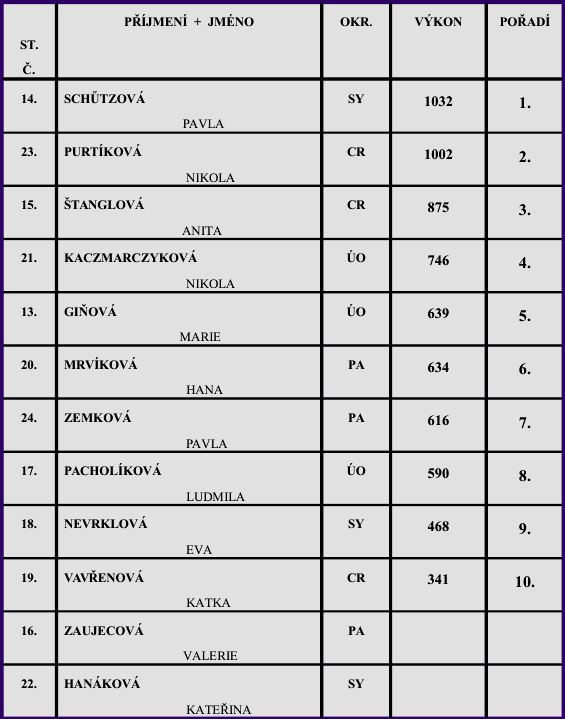 ST. Č. PŘÍJMENÍ + JMÉNO OKR. VÝKON POŘADÍ
14. SCHŰTZOVÁ SY 1032 1.
PAVLA
23. PURTÍKOVÁ CR 1002 2.
NIKOLA
15. ŠTANGLOVÁ CR 875 3.
ANITA
21. KACZMARCZYKOVÁ ÚO 746 4.
NIKOLA
13. GIŇOVÁ ÚO 639 5.
MARIE
20. MRVÍKOVÁ PA 634 6.
HANA
24. ZEMKOVÁ PA 616 7.
PAVLA
17. PACHOLÍKOVÁ ÚO 590 8.
LUDMILA
18. NEVRKLOVÁ SY 468 9.
EVA
19. VAVŘENOVÁ CR 341 10.
KATKA
16. ZAUJECOVÁ PA
VALERIE
22. HANÁKOVÁ SY
KATEŘINA